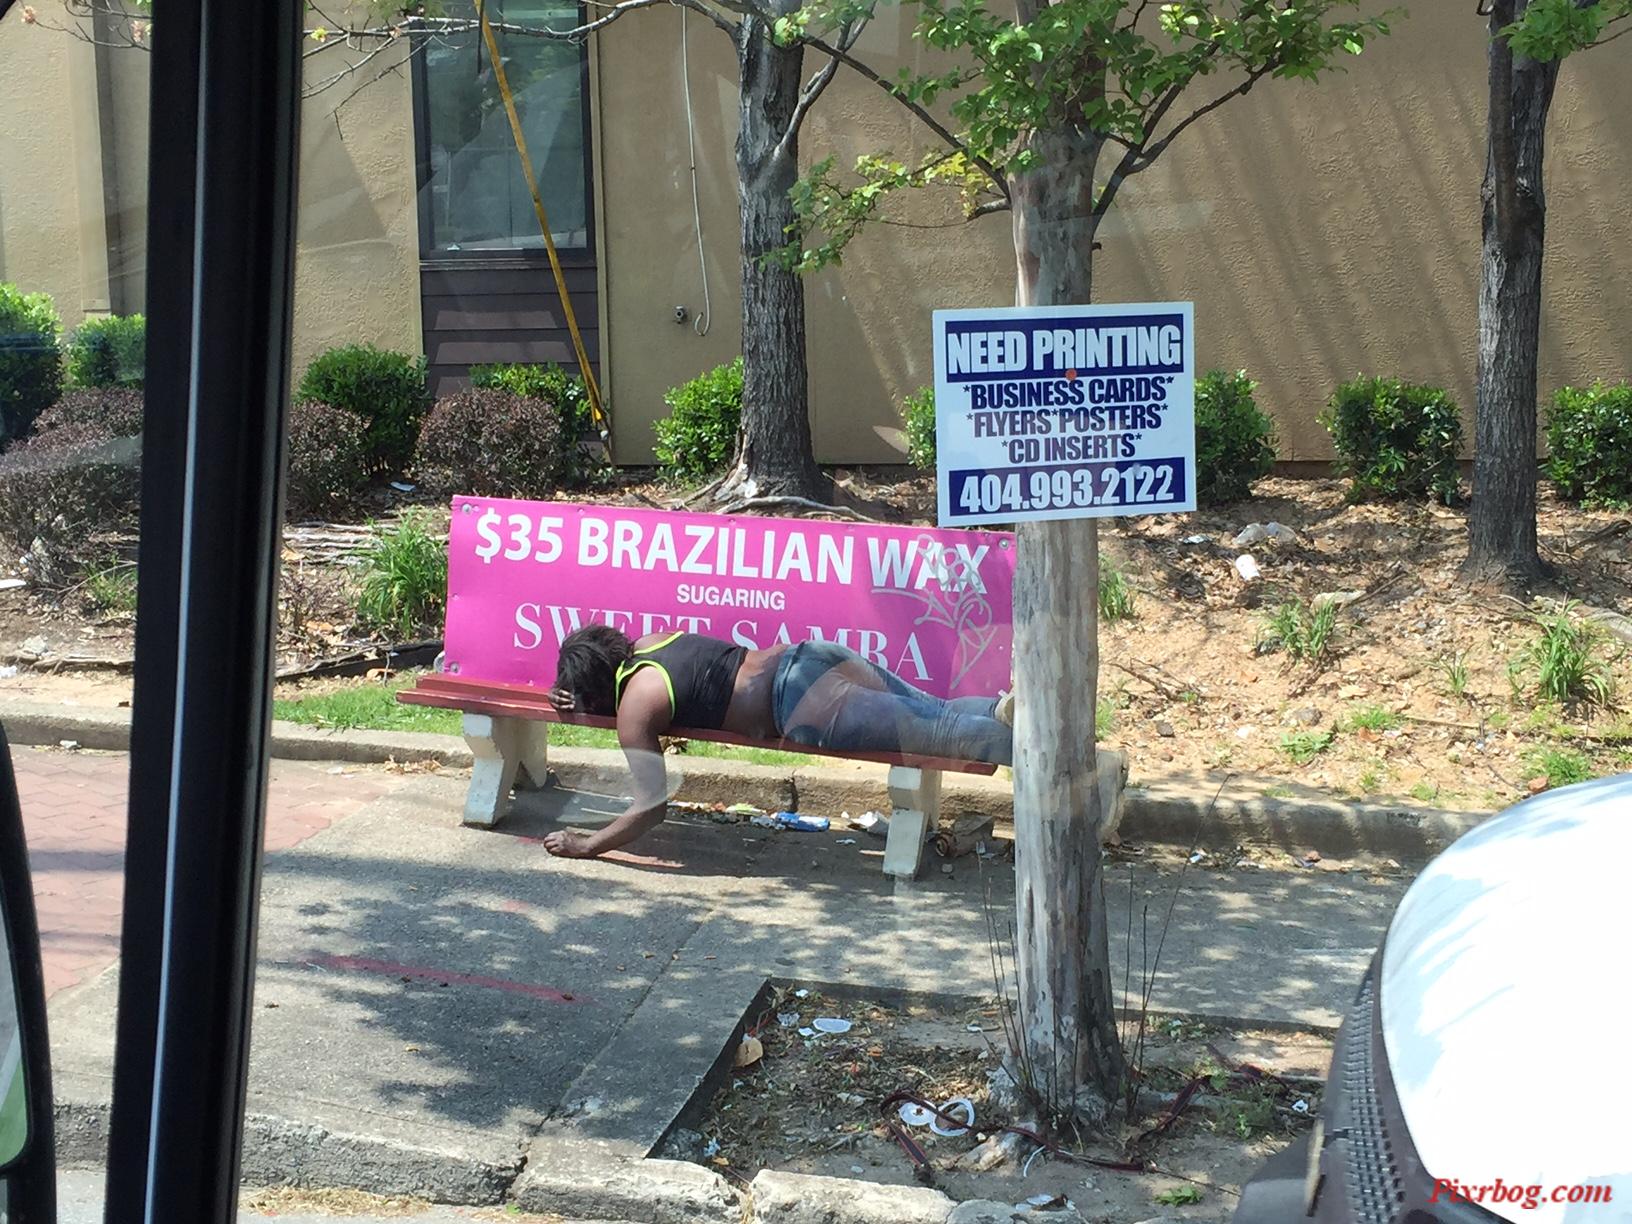 NEED PRINTING
*BUSINESS CARDS*
*FLYERS*POSTERS*
*CD INSERTS*
404.993.2122
$35 BRAZILIAN WAX
SUGARING
SWEET SAMBA
Pixrbog.com